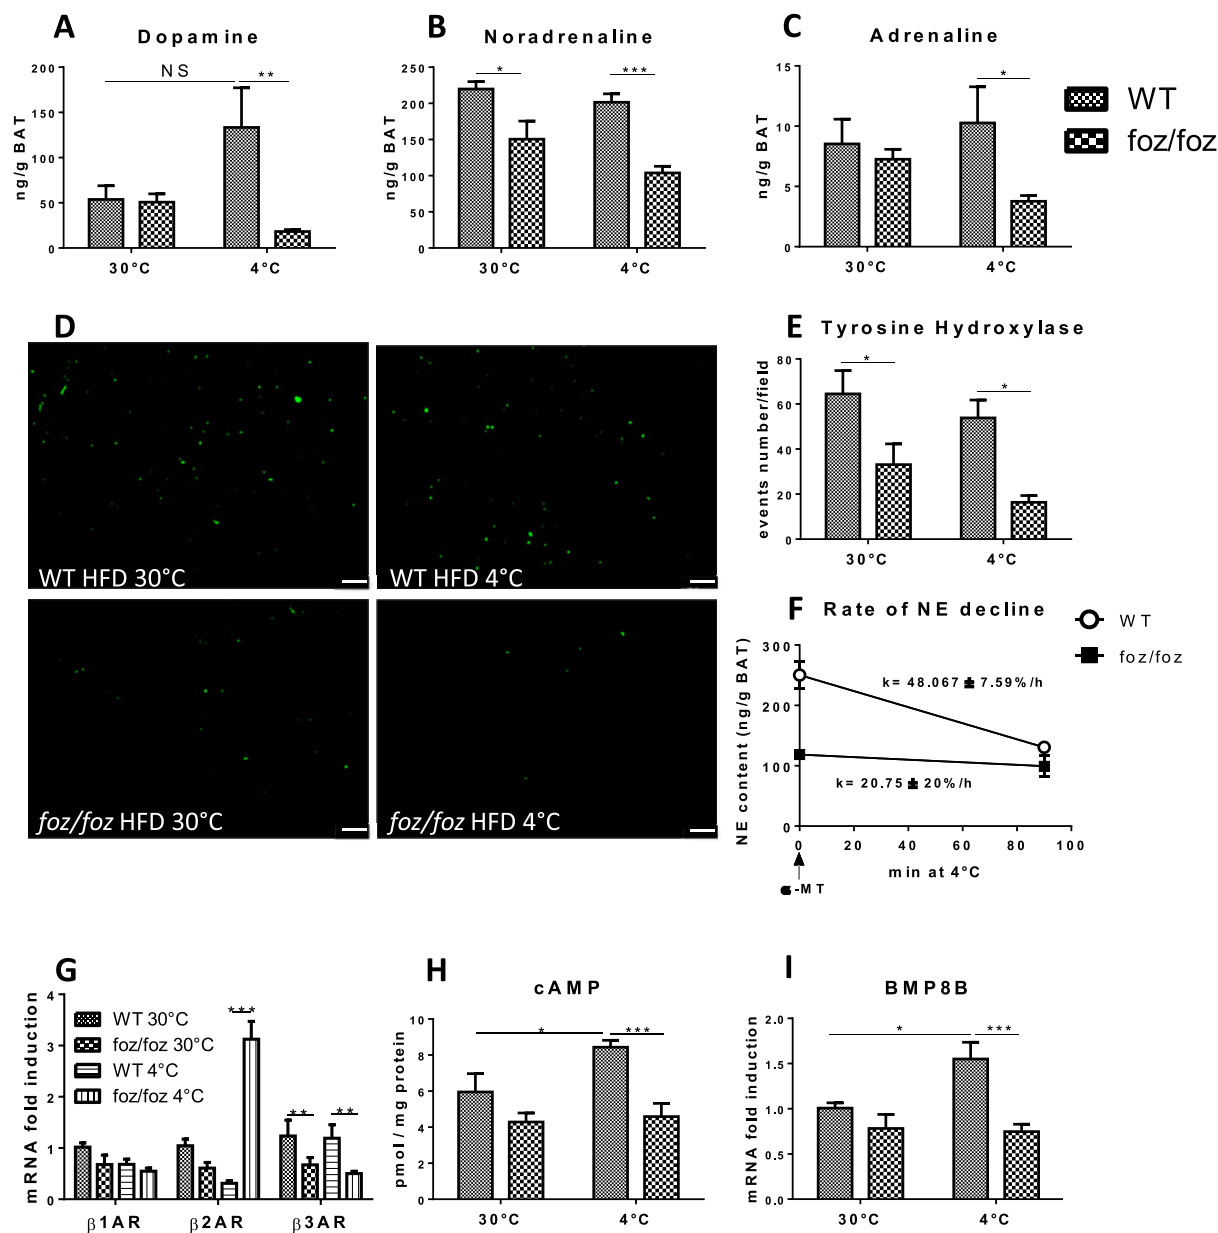 A
Dopamine
200
150
100
50
0
ng/g BAT
NS
**
30°C
4°C
B
Noradrenaline
250
200
150
100
50
0
ng/g BAT
*
***
30°C
4°C
C
Adrenaline
15
10
5
0
ng/g BAT
*
30°C
4°C
WT
foz/foz
D
WT HFD 30°C
WT HFD 4°C
foz/foz HFD 30°C
foz/foz HFD 4°C
E
Tyrosine Hydroxylase
80
60
40
20
0
events number/field
*
*
30°C
4°C
F
Rate of NE decline
WT
foz/foz
300
200
100
0
NE content (ng/g BAT)
k= 48.067 ± 7.59%/h
k= 20.75 ± 20%/h
0
20
40
60
80
100
min at 4°C
α-MT
G
4
3
2
1
0
mRNA fold induction
WT 30°C
foz/foz 30°C
WT 4°C
foz/foz 4°C
***
**
**
β1AR
β2AR
β3AR
H
cAMP
10
8
6
4
2
0
pmol / mg protein
*
***
30°C
4°C
I
BMP8B
2.0
1.5
1.0
0.5
0.0
mRNA fold induction
*
***
30°C
4°C